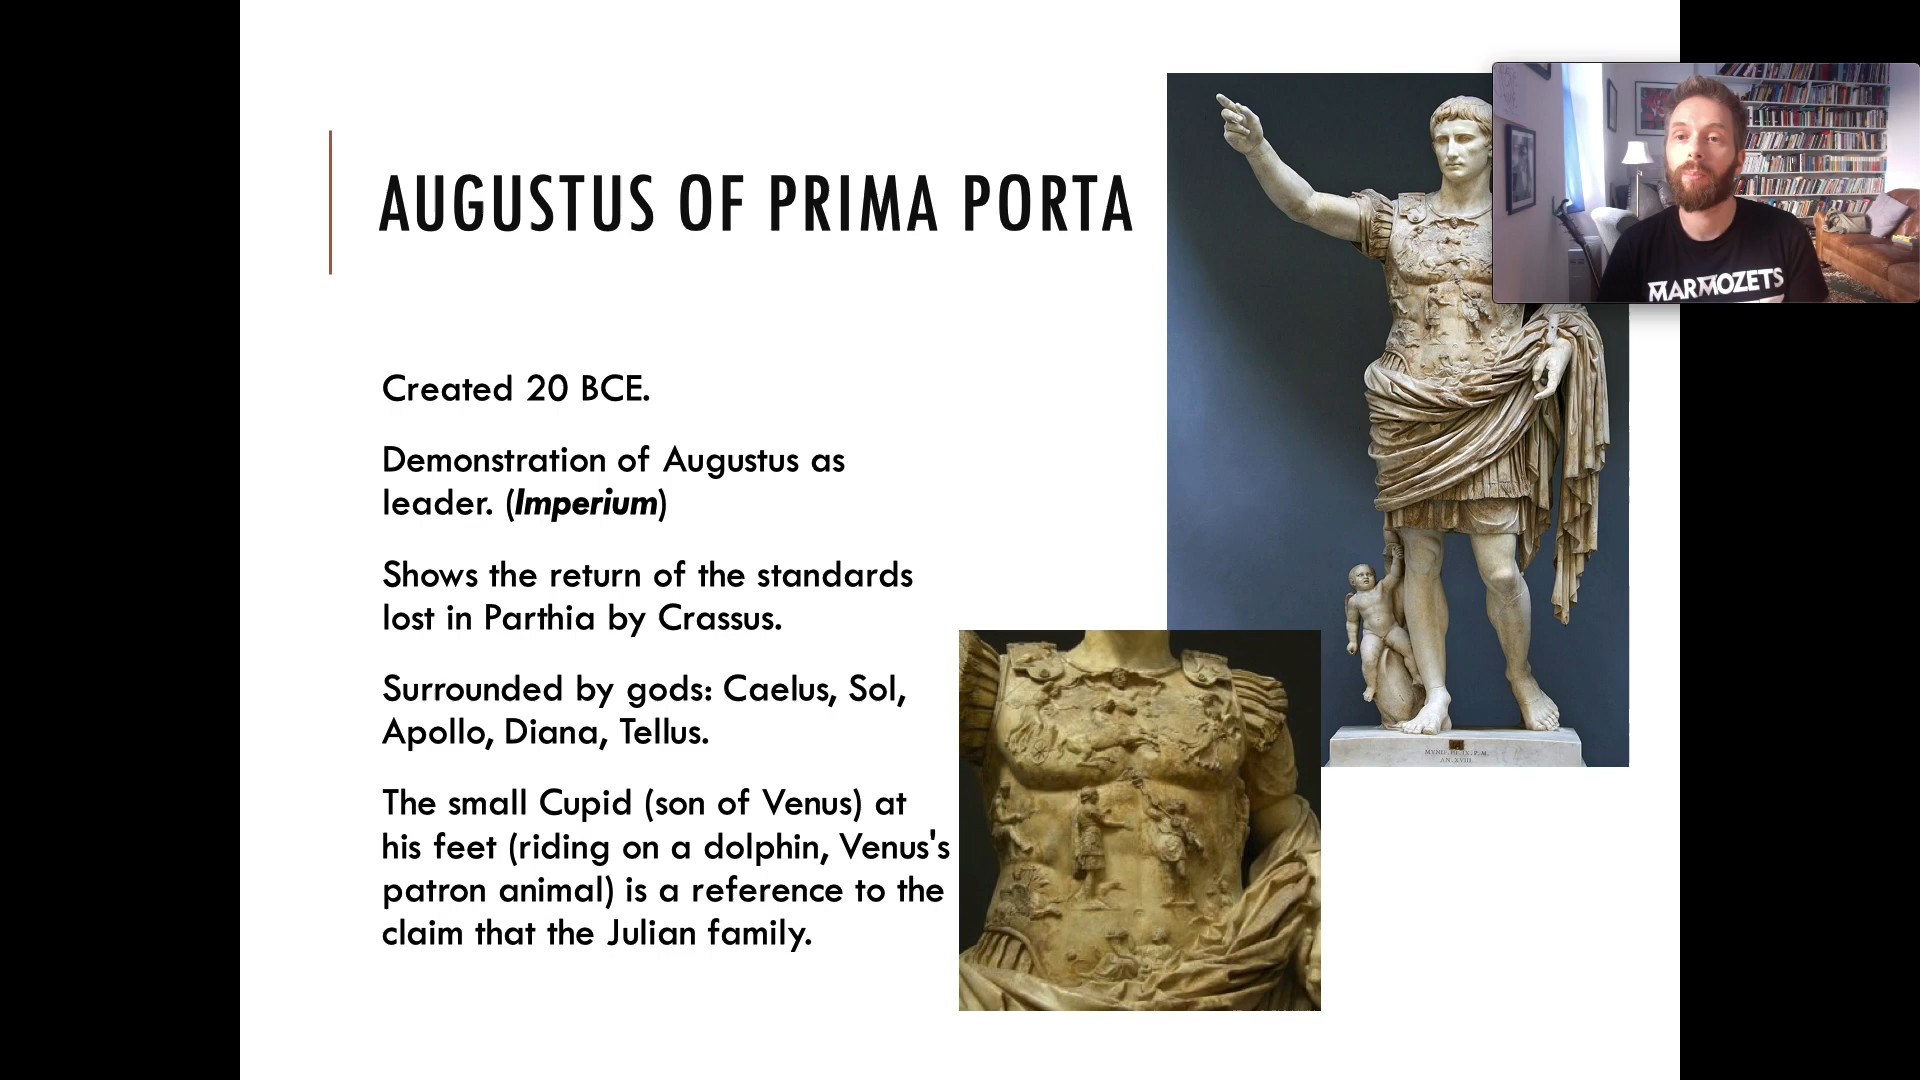 AUGUSTUS OF PRIMA PORTA
MARMOZETS
Created 20 BCE.
Demonstration of Augustus as
leader. (Imperium)
Shows the return of the standards
lost in Parthia by Crassus.
Surrounded by gods: Caelus, Sol,
Apollo, Diana, Tellus.
The small Cupid (son of Venus) at
his feet (riding on a dolphin, Venus's
patron animal) is a reference to the
claim that the Julian family.
AN.XVIII